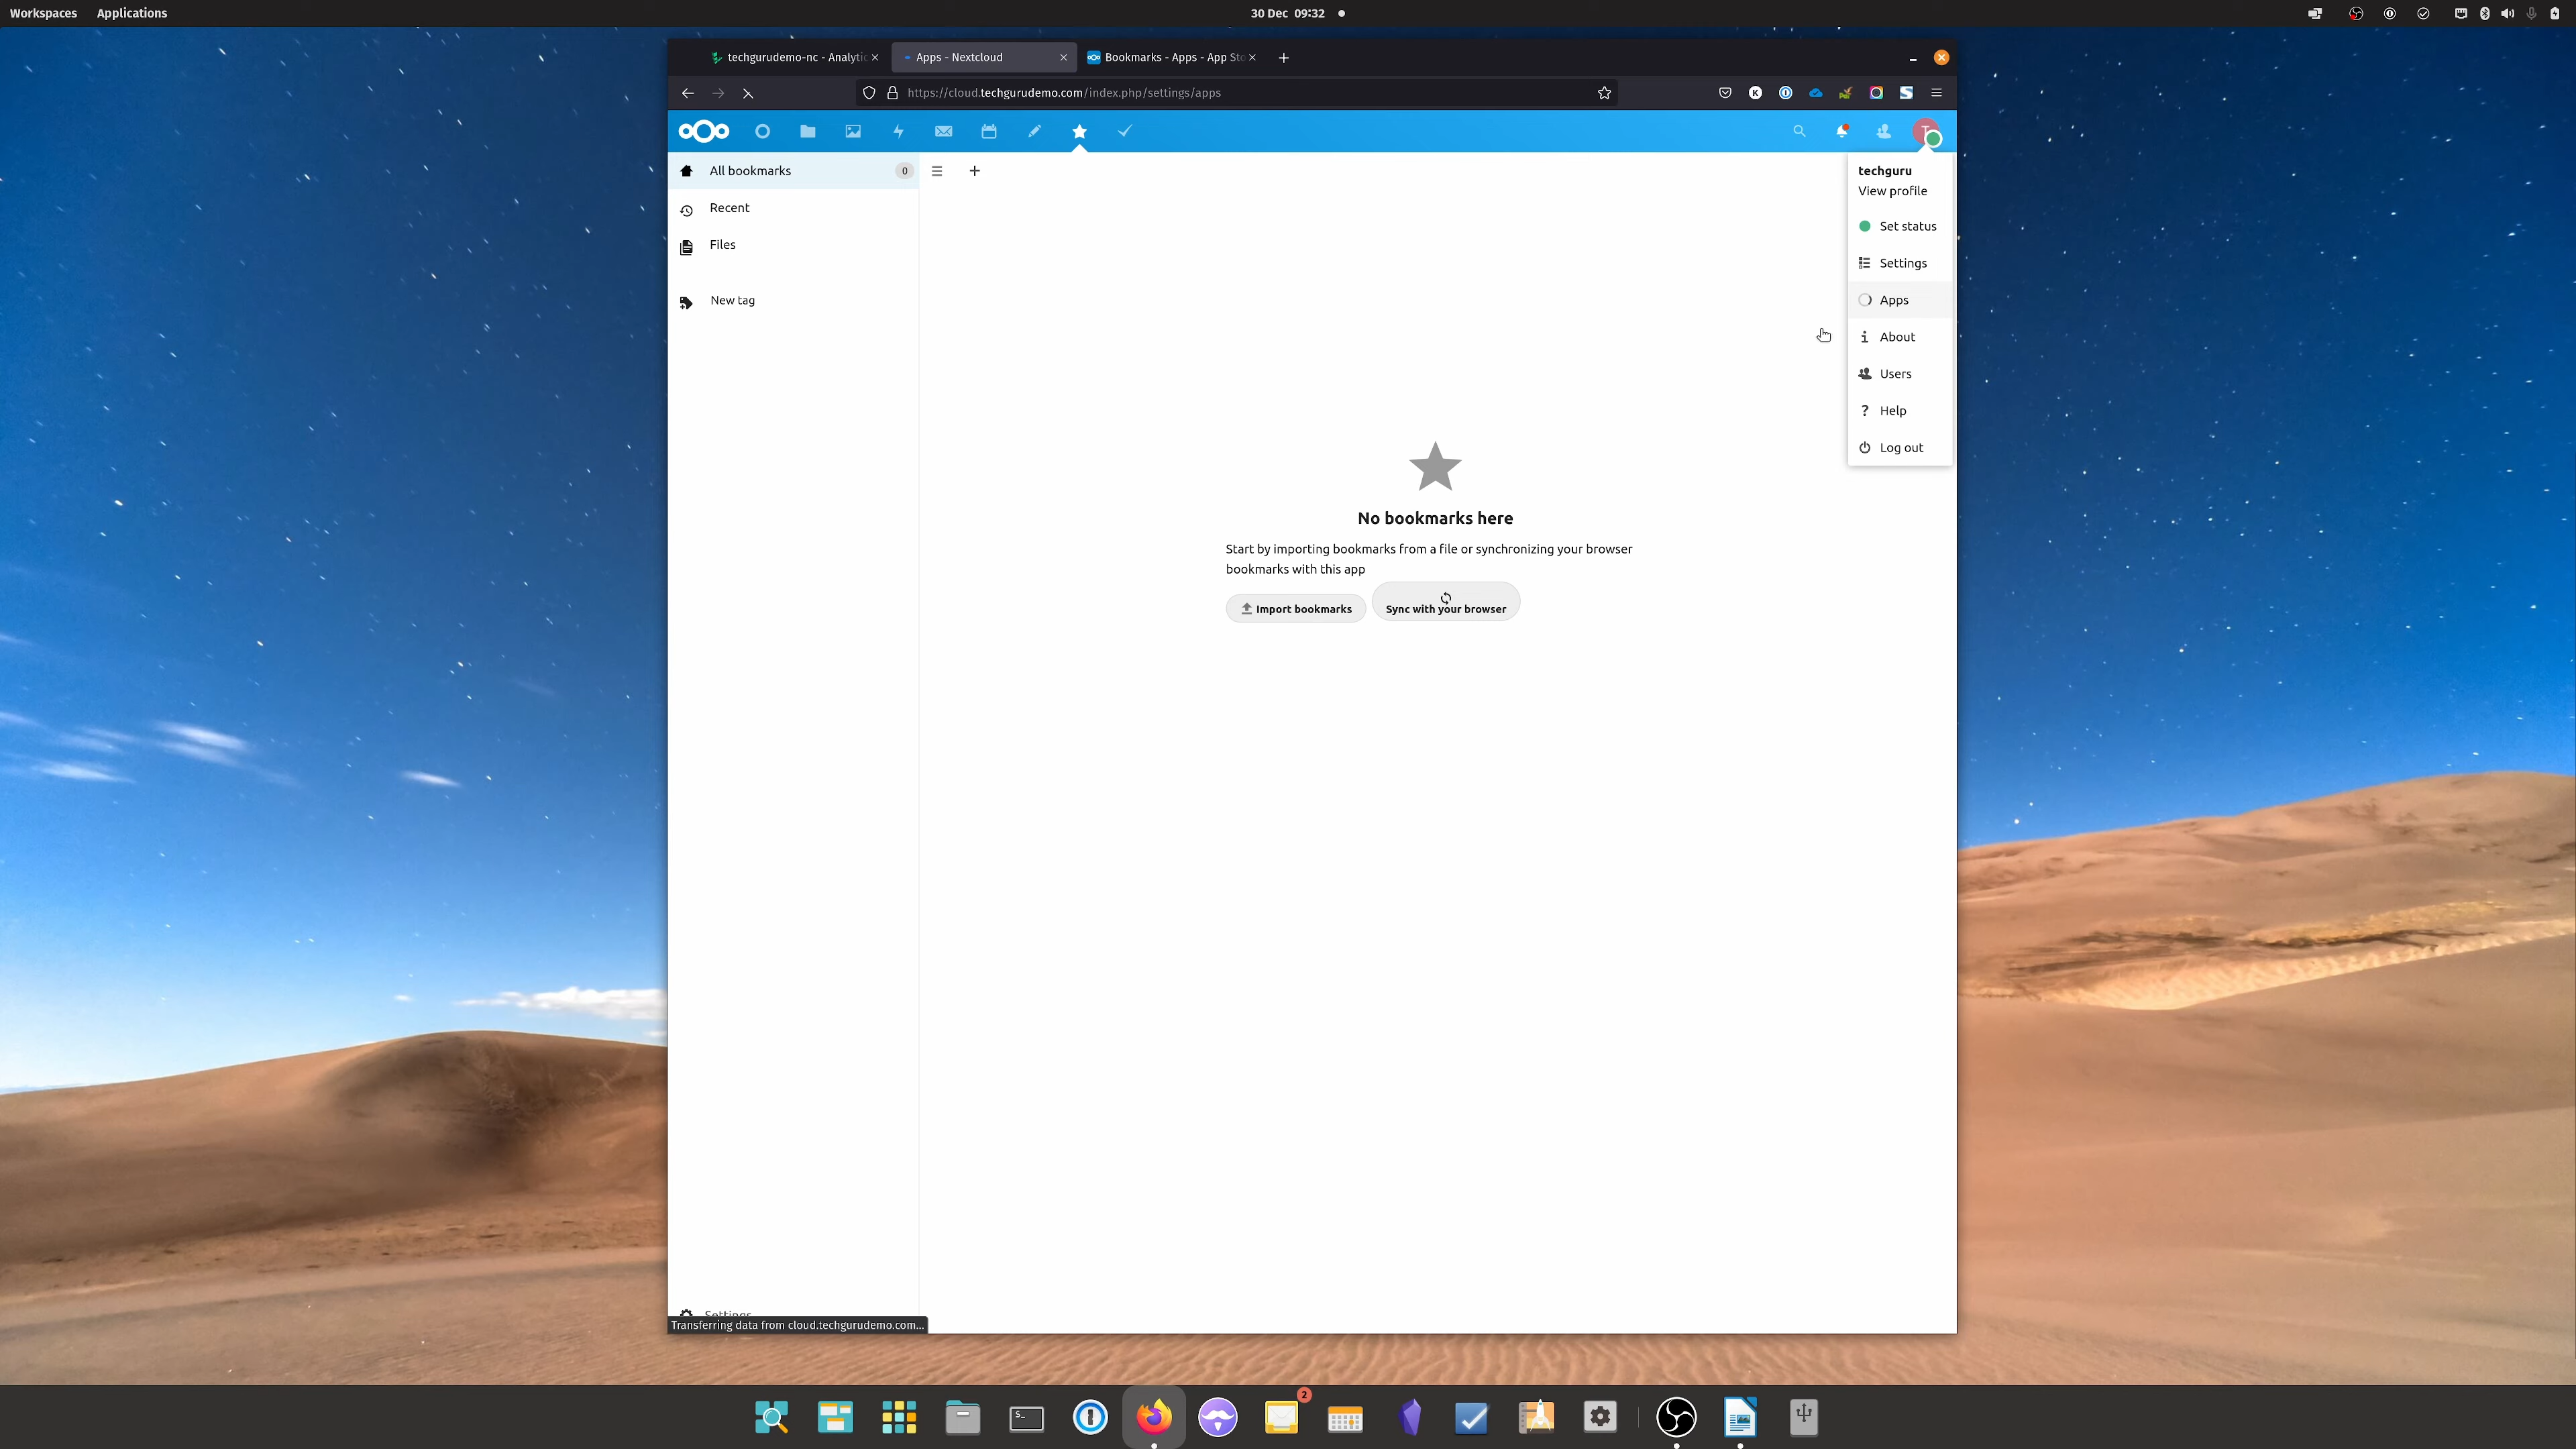 Workspaces Applications 30 Dec 09:32
techgurudemo-nc - Analytic Apps - Nextcloud Bookmarks - Apps - App Sto
https://cloud.techgurudemo.com/index.php/settings/apps
All bookmarks 0
Recent
Files
New tag
techguru
View profile
Set status
Settings
Apps
About
Users
Help
Log out
No bookmarks here
Start by importing bookmarks from a file or synchronizing your browser
bookmarks with this app
Import bookmarks Sync with your browser
Settings
Transferring data from cloud.techgurudemo.com...
2